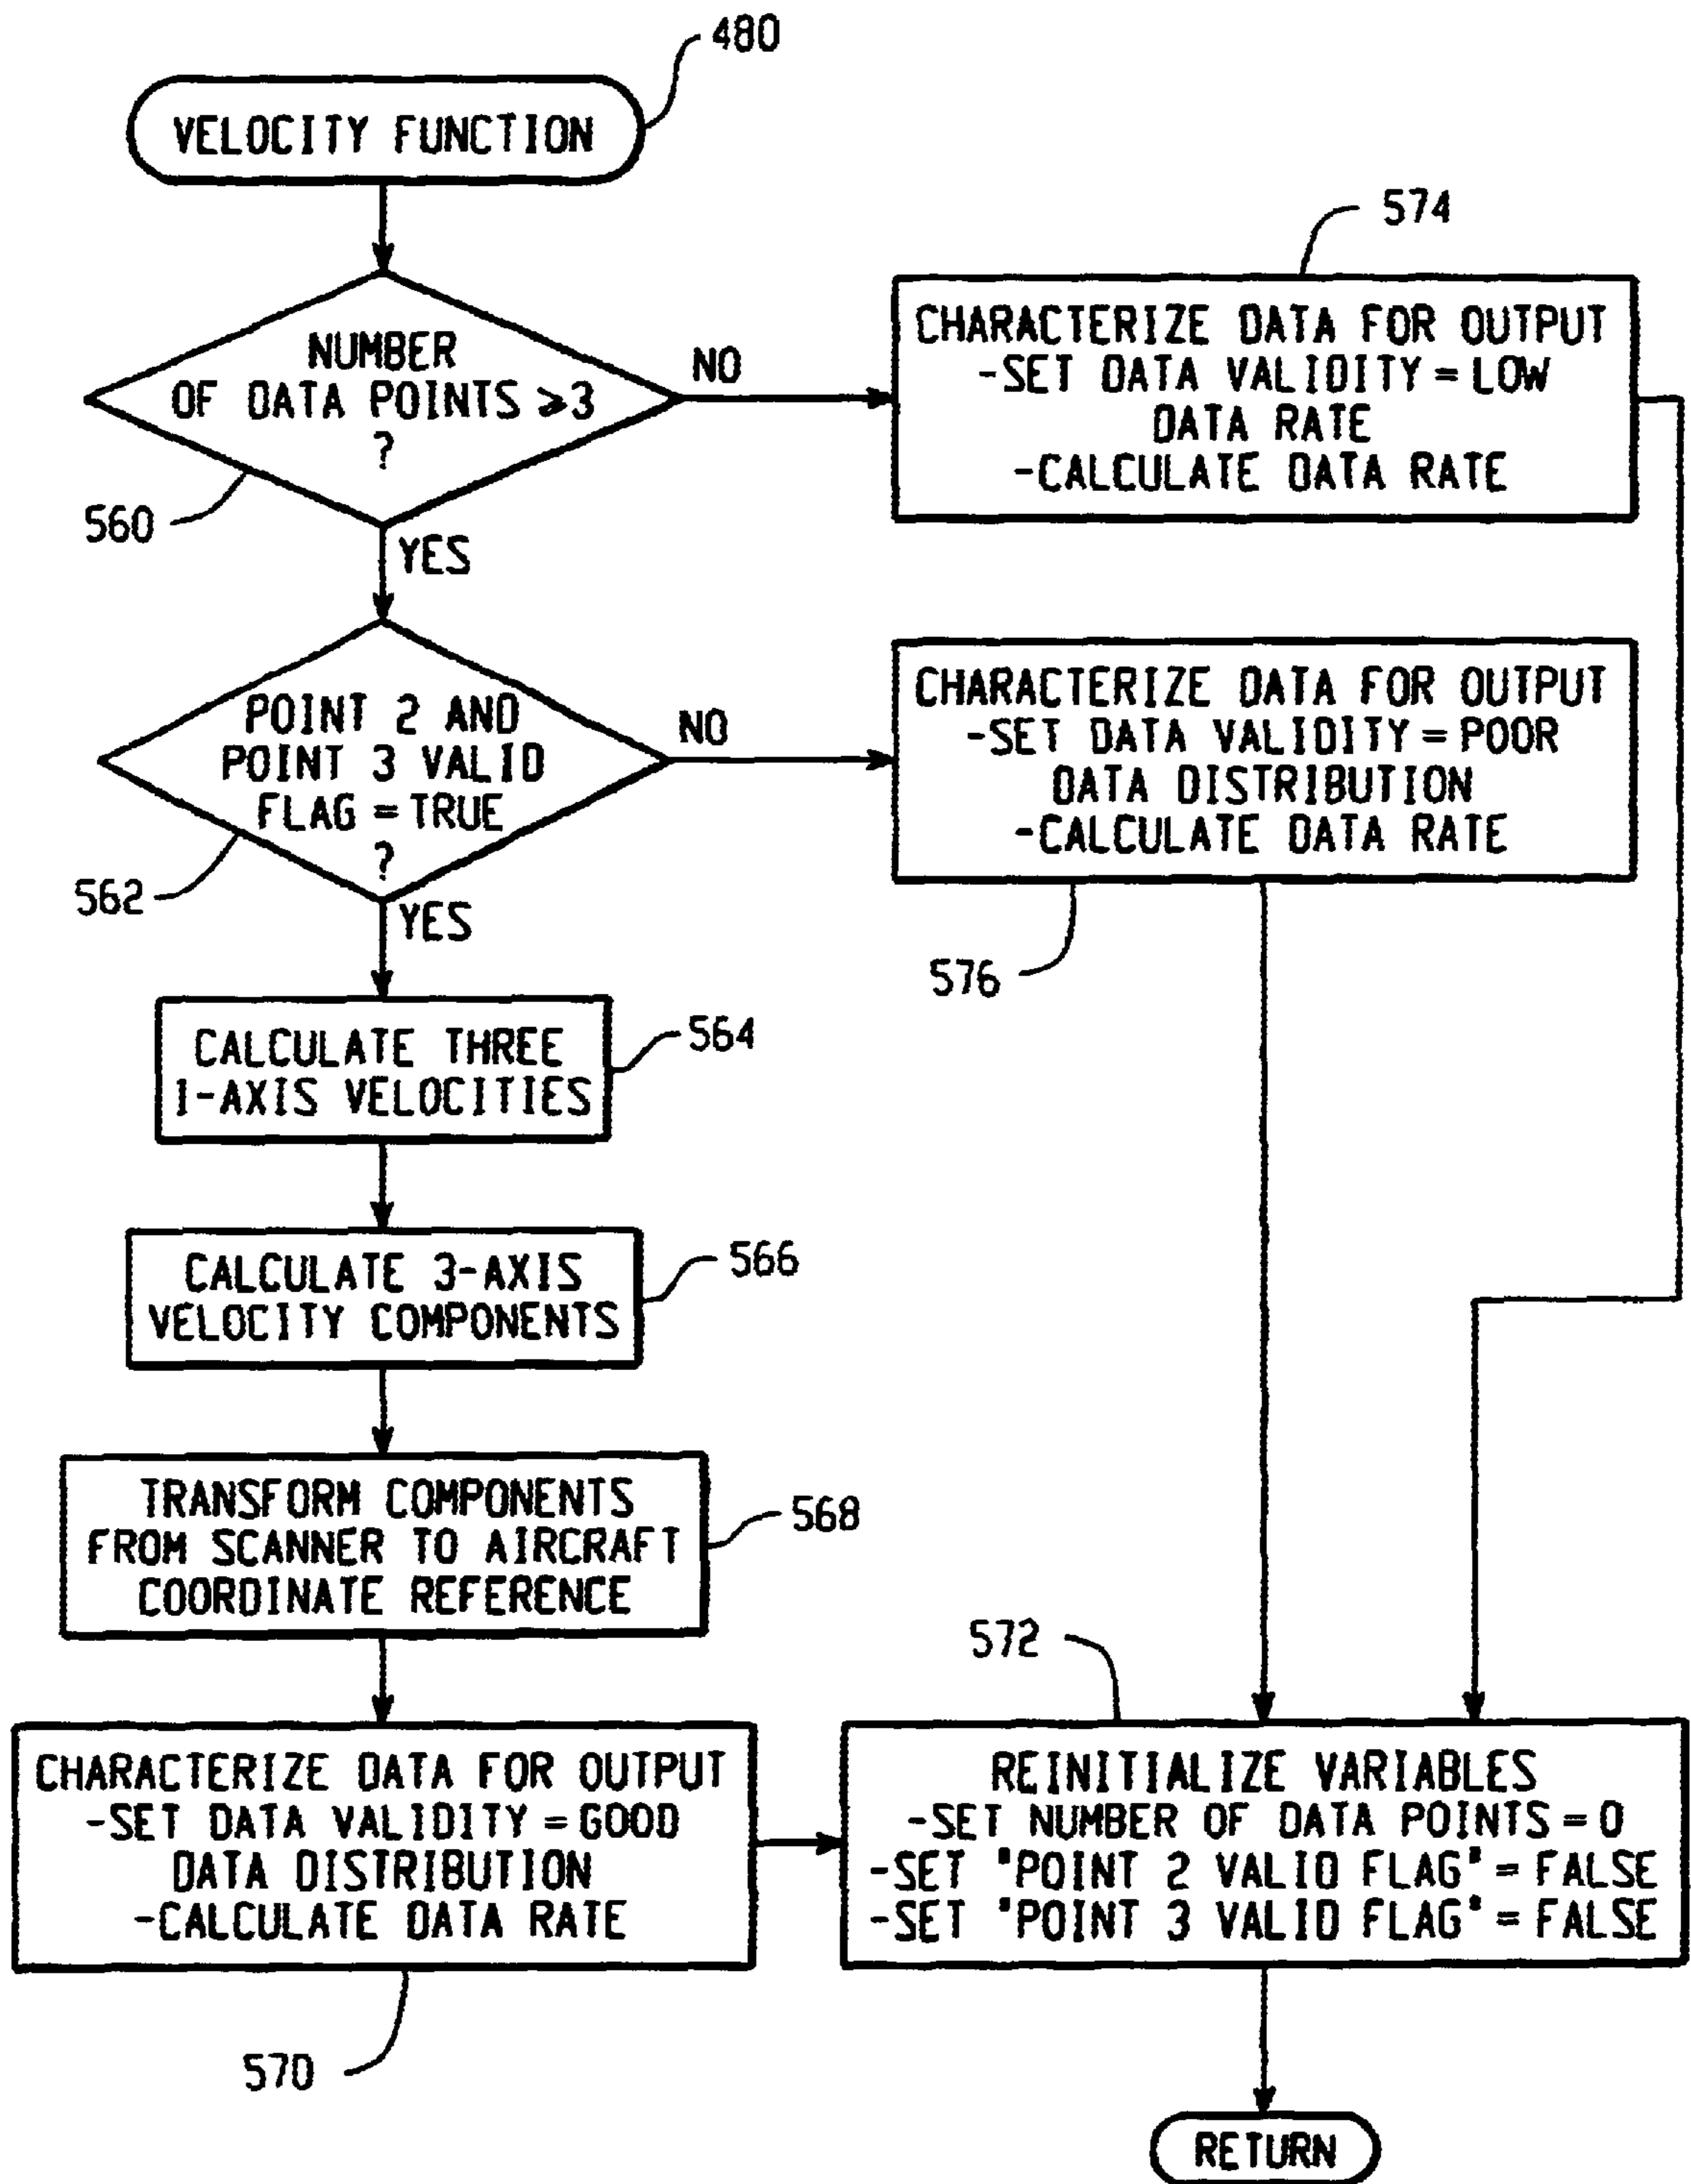 480
VELOCITY FUNCTION
574
NUMBER
OF DATA POINTS ⩾3
?
NO
560
YES
CHARACTERIZE DATA FOR OUTPUT
-SET DATA VALIDITY = LOW
DATA RATE
-CALCULATE DATA RATE
POINT 2 AND
POINT 3 VALID
FLAG = TRUE
?
NO
562
YES
CHARACTERIZE DATA FOR OUTPUT
-SET DATA VALIDITY = POOR
DATA DISTRIBUTION
-CALCULATE DATA RATE
576
CALCULATE THREE
1-AXIS VELOCITIES
564
CALCULATE 3-AXIS
VELOCITY COMPONENTS
566
TRANSFORM COMPONENTS
FROM SCANNER TO AIRCRAFT
COORDINATE REFERENCE
568
572
CHARACTERIZE DATA FOR OUTPUT
-SET DATA VALIDITY = GOOD
DATA DISTRIBUTION
-CALCULATE DATA RATE
570
REINITIALIZE VARIABLES
-SET NUMBER OF DATA POINTS = 0
-SET "POINT 2 VALID FLAG" = FALSE
-SET "POINT 3 VALID FLAG" = FALSE
RETURN